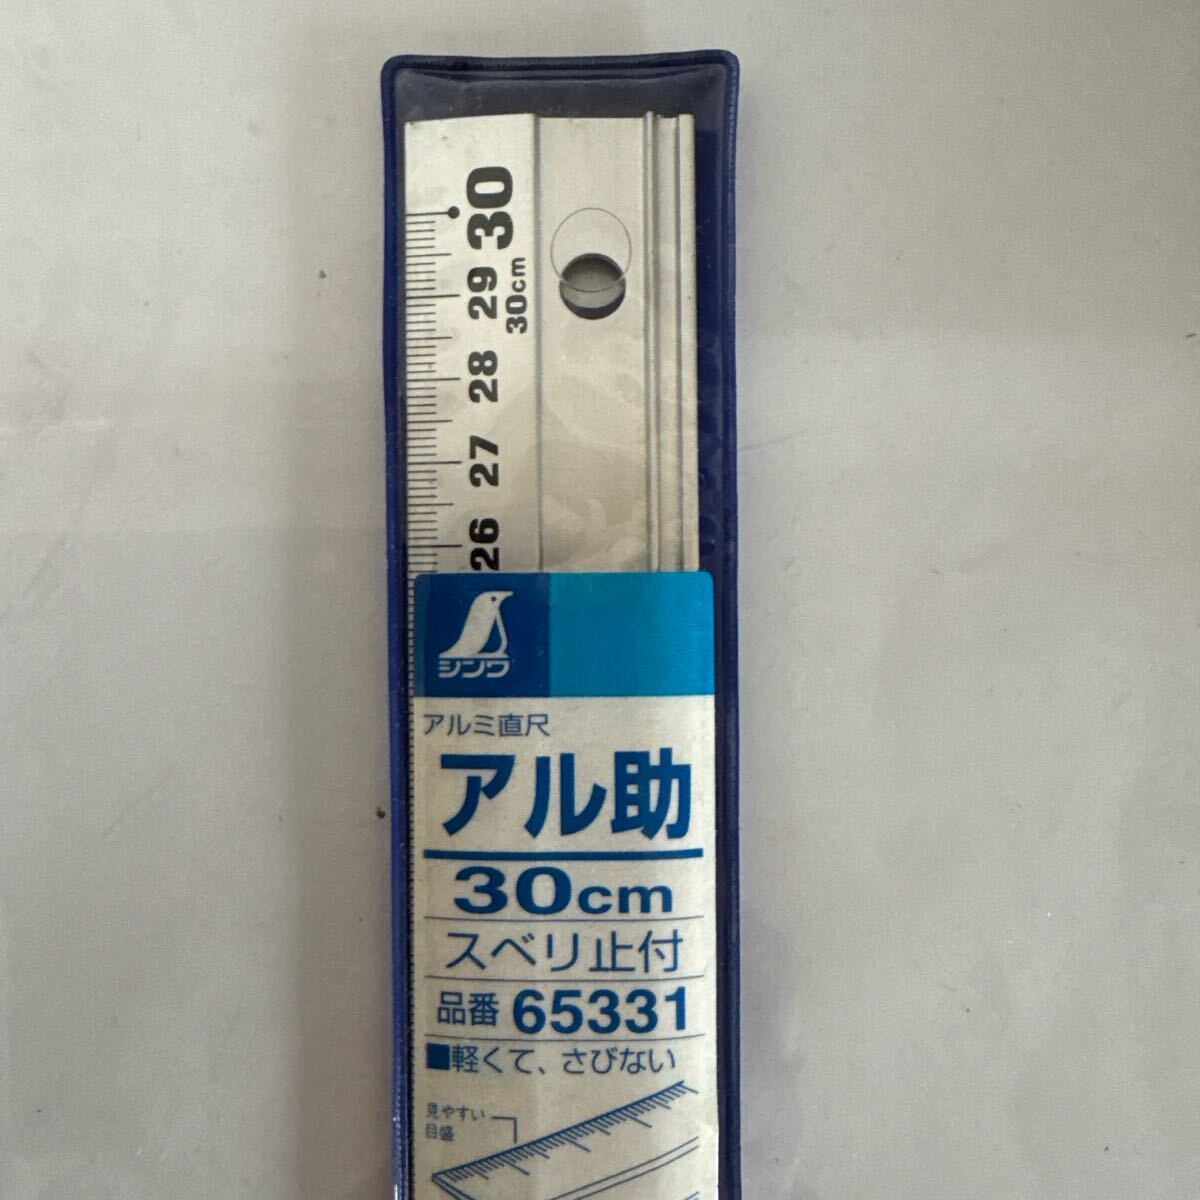 30
30cm
29
28
27
26
シンワ
アルミ直尺
アル助
30cm
スベリ止付
品番 65331
■軽くて、さびない
見やすい
目盛